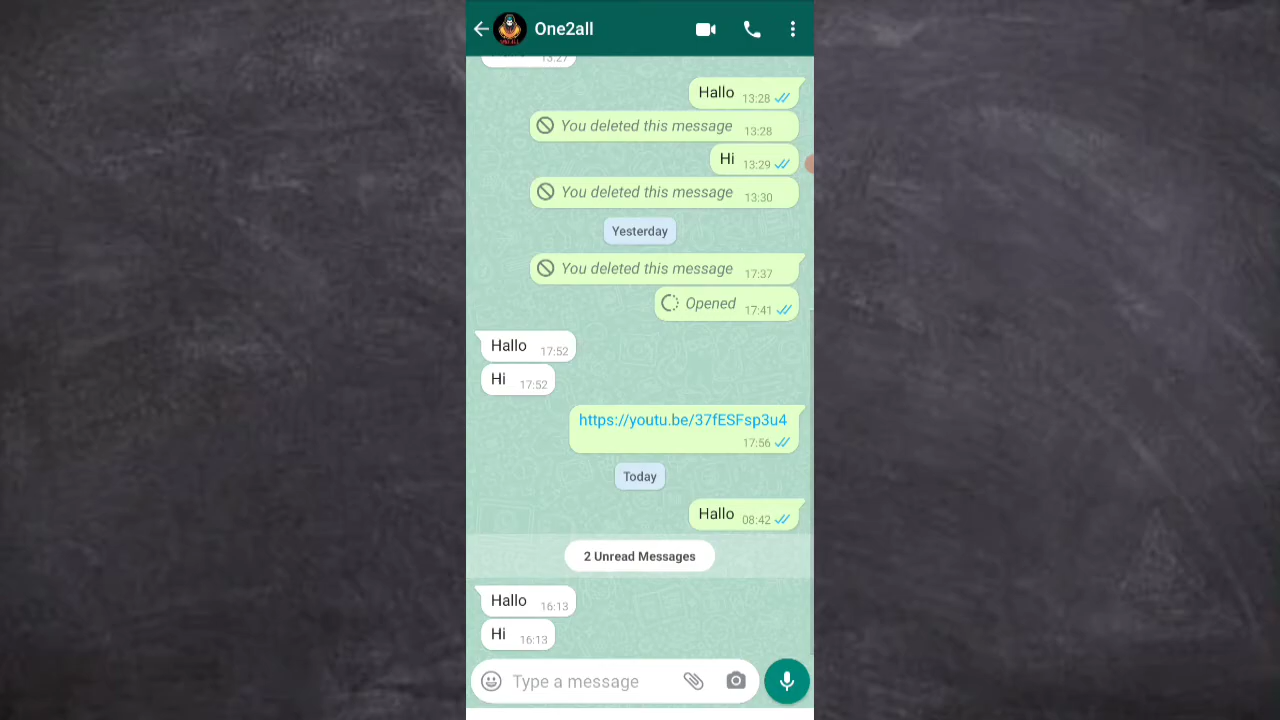 One2all
13:27
Hallo 13:28
You deleted this message 13:28
Hi 13:29
You deleted this message 13:30
Yesterday
You deleted this message 17:37
Opened 17:41
Hallo 17:52
Hi 17:52
https://youtu.be/37fESFsp3u4
17:56
Today
Hallo 08:42
2 Unread Messages
Hallo 16:13
Hi 16:13
Type a message